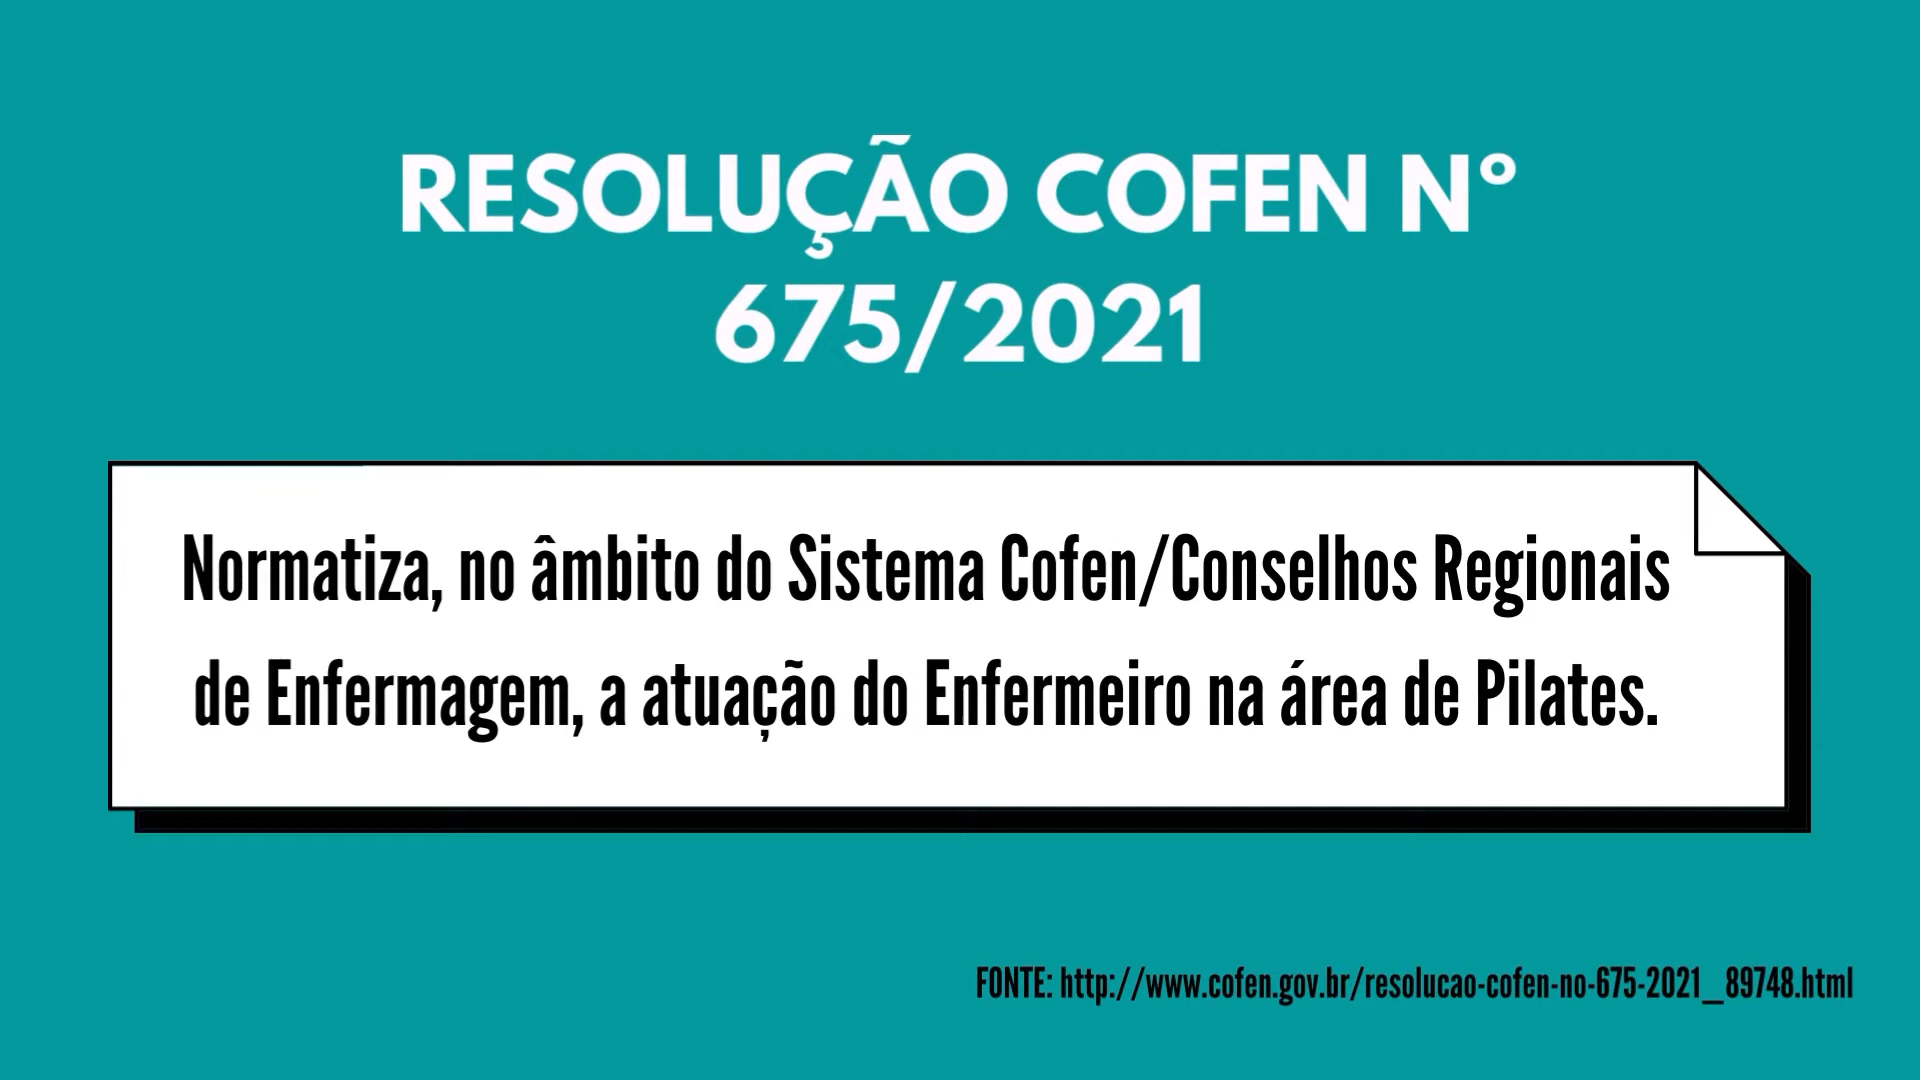 RESOLUÇÃO COFEN Nº
675/2021
Normatiza, no âmbito do Sistema Cofen/Conselhos Regionais
de Enfermagem, a atuação do Enfermeiro na área de Pilates.
FONTE: http://www.cofen.gov.br/resolucao-cofen-no-675-2021_89748.html